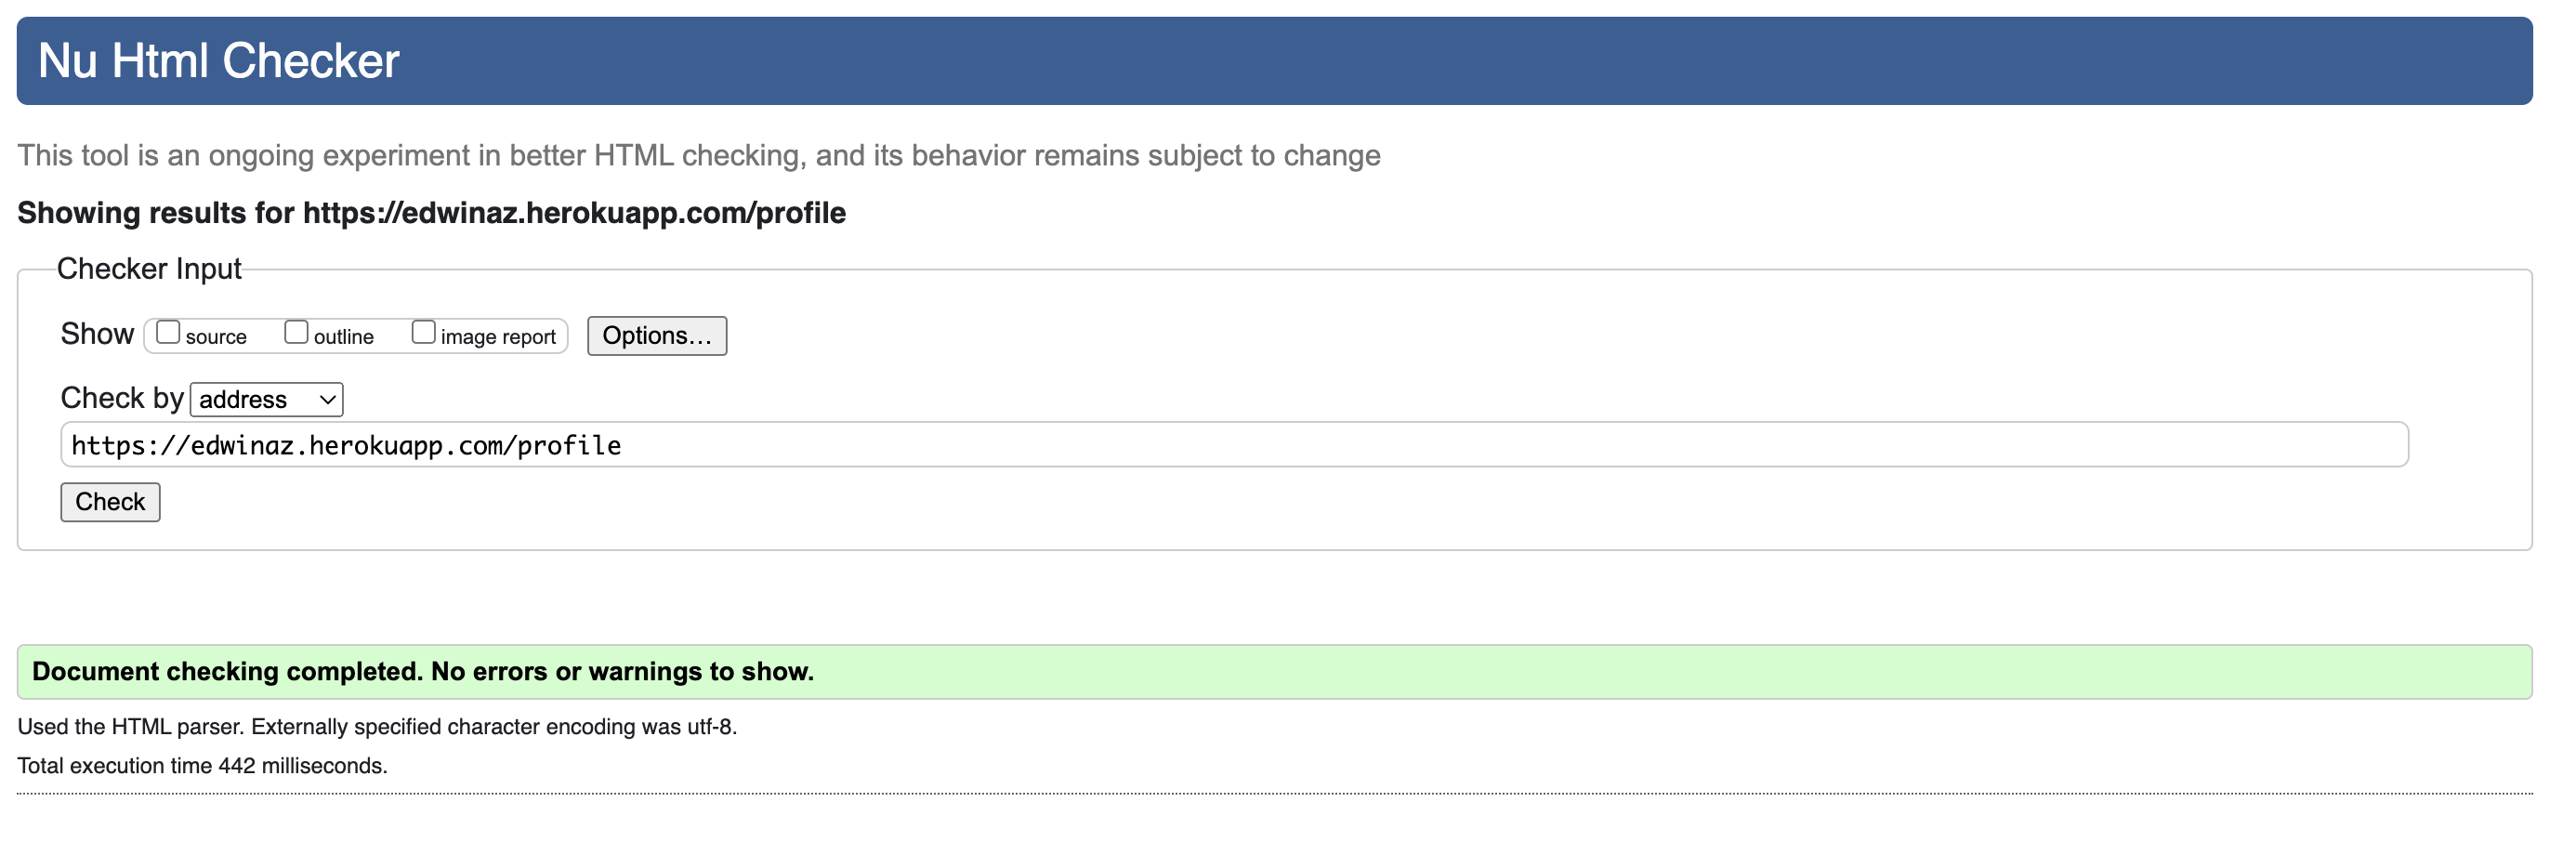 Nu Html Checker
This tool is an ongoing experiment in better HTML checking, and its behavior remains subject to change
Showing results for https://edwinaz.herokuapp.com/profile
Checker Input
Show source outline image report Options...
Check by address
https://edwinaz.herokuapp.com/profile
Check
Document checking completed. No errors or warnings to show.
Used the HTML parser. Externally specified character encoding was utf-8.
Total execution time 442 milliseconds.